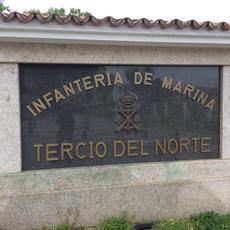 INFANTERIA DE MARINA
TERCIO DEL NORTE